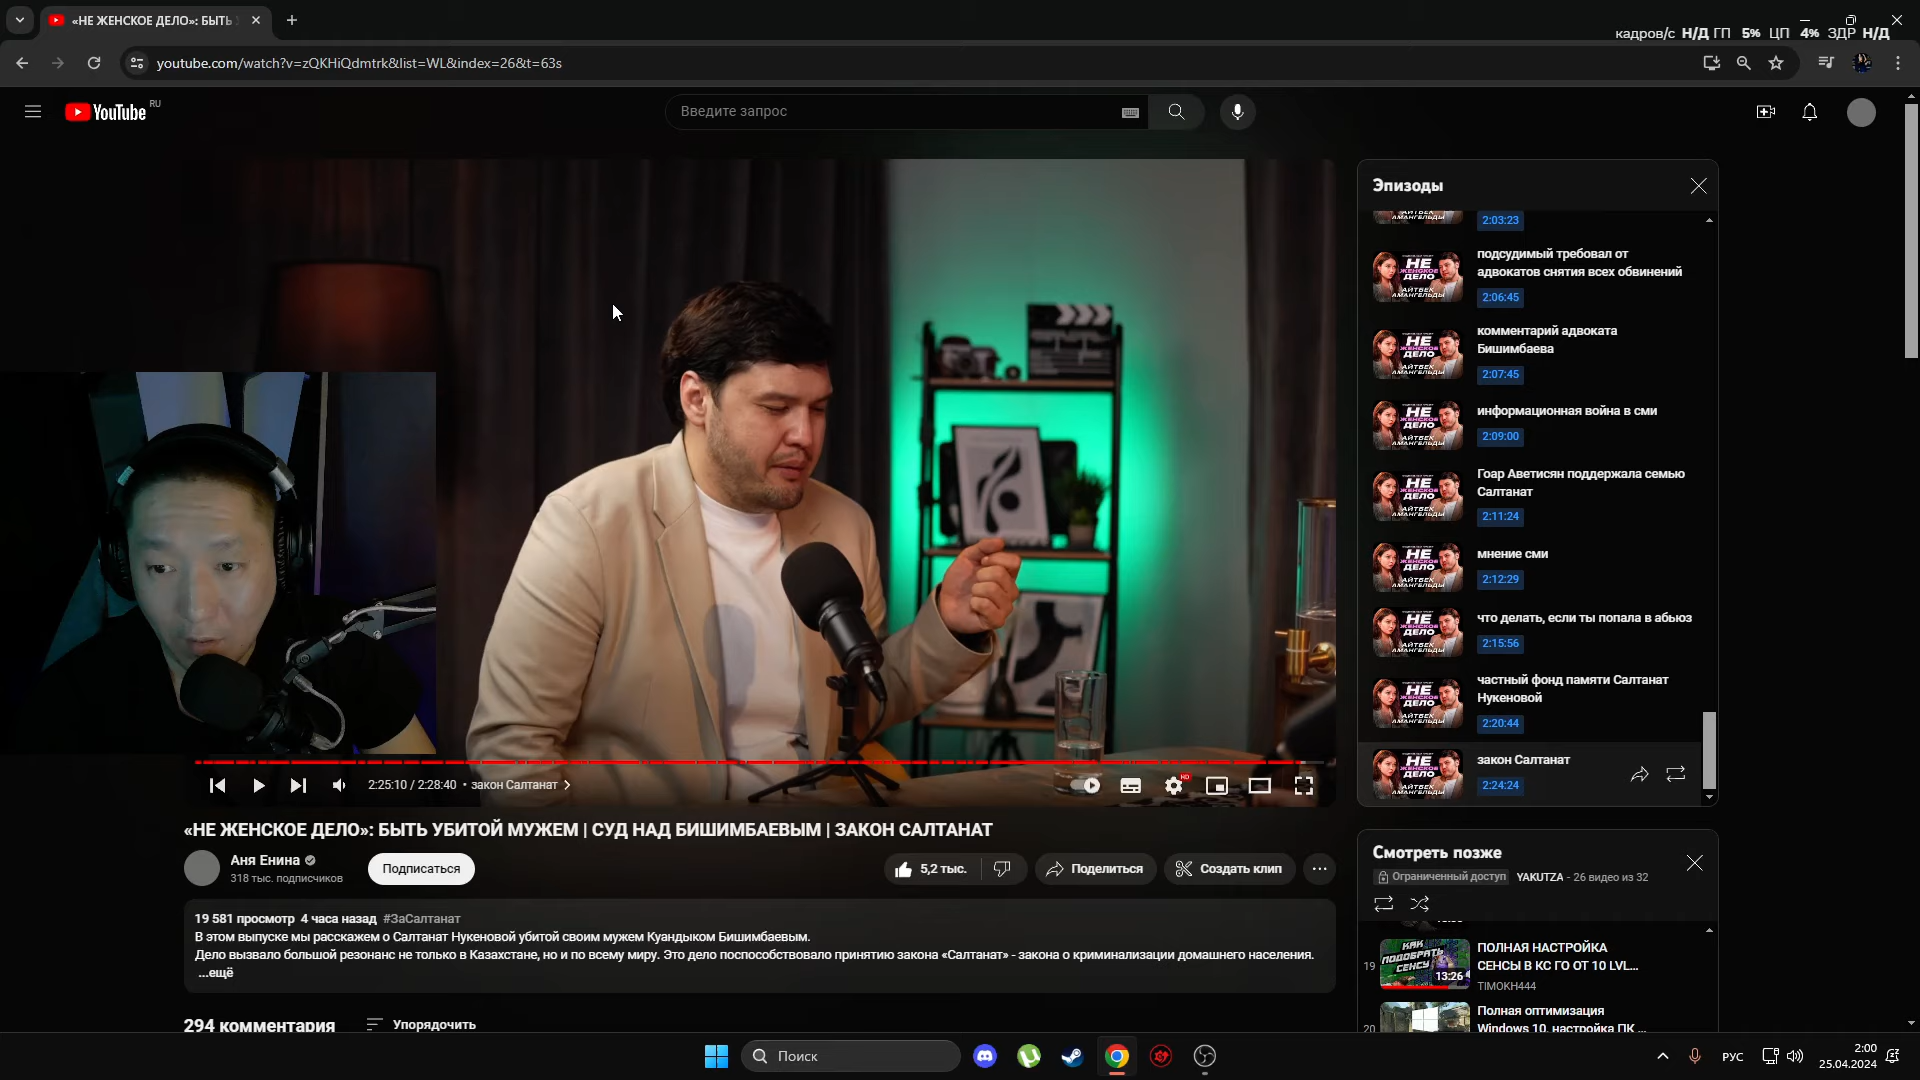 «НЕ ЖЕНСКОЕ ДЕЛО»: БЫТЬ
кадров/с Н/Д ГП 5% ЦП 4% ЗДР Н/Д
youtube.com/watch?v=zQKHiQdmtrk&list=WL&index=26&t=63s
YouTube RU
Введите запрос
Эпизоды
2:03:23
подсудимый требовал от
адвокатов снятия всех обвинений
2:06:45
комментарий адвоката
Бишимбаева
2:07:45
информационная война в сми
2:09:00
Гоар Аветисян поддержала семью
Салтанат
2:11:24
мнение сми
2:12:29
что делать, если ты попала в абьюз
2:15:56
частный фонд памяти Салтанат
Нукеновой
2:20:44
закон Салтанат
2:24:24
НЕ
ЖЕНСКОЕ
ДЕЛО
АЙТБЕК
АМАНГЕЛЬДЫ
2:25:10 / 2:28:40 • закон Салтанат
HD
«НЕ ЖЕНСКОЕ ДЕЛО»: БЫТЬ УБИТОЙ МУЖЕМ | СУД НАД БИШИМБАЕВЫМ | ЗАКОН САЛТАНАТ
Аня Енина
318 тыс. подписчиков
Подписаться
5,2 тыс.
Поделиться
Создать клип
19 581 просмотр 4 часа назад #ЗаСалтанат
В этом выпуске мы расскажем о Салтанат Нукеновой убитой своим мужем Куандыком Бишимбаевым.
Дело вызвало большой резонанс не только в Казахстане, но и по всему миру. Это дело поспособствовало принятию закона «Салтанат» - закона о криминализации домашнего населения.
...ещё
294 комментария
Упорядочить
Смотреть позже
Ограниченный доступ YAKUTZA - 26 видео из 32
19
КАК
ПОДОБРАТЬ
СЕНСУ
13:26
ПОЛНАЯ НАСТРОЙКА
СЕНСЫ В КС ГО ОТ 10 LVL...
TIMOKH444
20
Полная оптимизация
Windows 10, настройка ПК ...
Поиск
РУС
2:00
25.04.2024